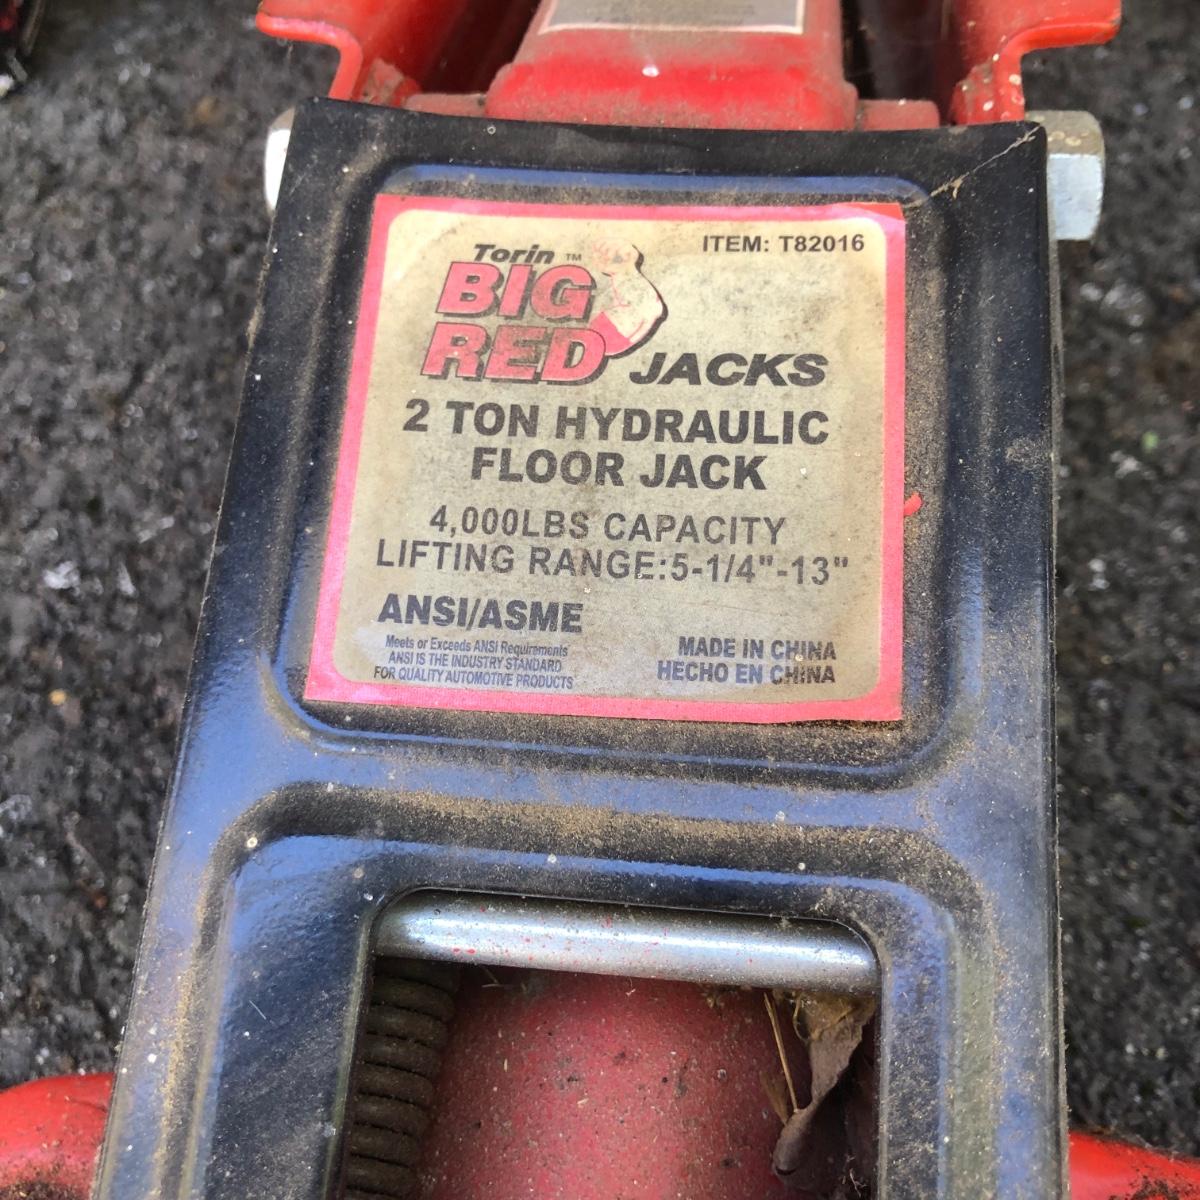 ITEM: T82016
Torin™
BIG
RED JACKS
2 TON HYDRAULIC
FLOOR JACK
4,000LBS CAPACITY
LIFTING RANGE:5-1/4"-13"
ANSI/ASME
Meets or Exceeds ANSI Requirements
ANSI IS THE INDUSTRY STANDARD
FOR QUALITY AUTOMOTIVE PRODUCTS
MADE IN CHINA
HECHO EN CHINA